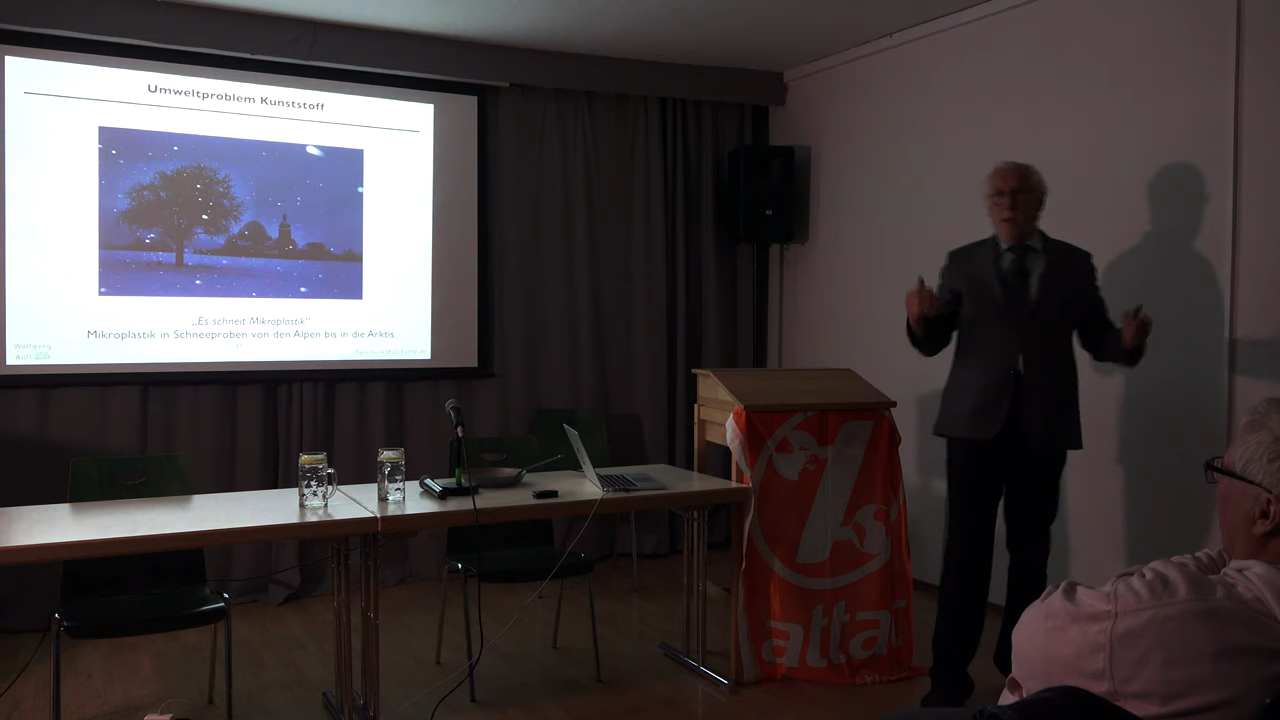 Umweltproblem Kunststoff
„Es schneit Mikroplastik“
Mikroplastik in Schneeproben von den Alpen bis in die Arktis.
Wolfgang
attac